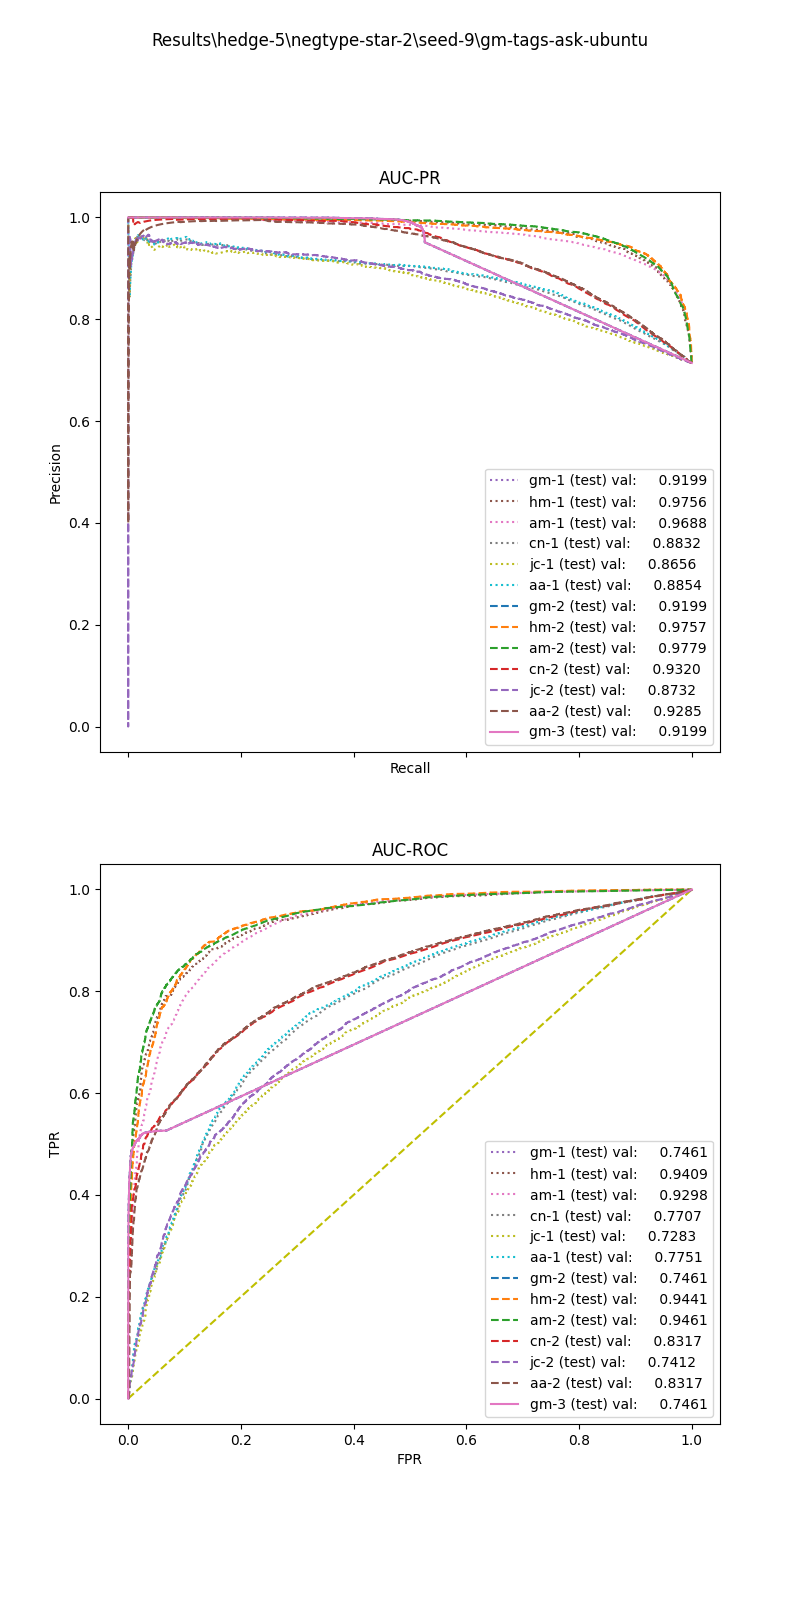 Results\hedge-5\negtype-star-2\seed-9\gm-tags-ask-ubuntu
AUC-PR
1.0
0.8
0.6
0.4
0.2
0.0
Precision
Recall
gm-1 (test) val: 0.9199
hm-1 (test) val: 0.9756
am-1 (test) val: 0.9688
cn-1 (test) val: 0.8832
jc-1 (test) val: 0.8656
aa-1 (test) val: 0.8854
gm-2 (test) val: 0.9199
hm-2 (test) val: 0.9757
am-2 (test) val: 0.9779
cn-2 (test) val: 0.9320
jc-2 (test) val: 0.8732
aa-2 (test) val: 0.9285
gm-3 (test) val: 0.9199
AUC-ROC
1.0
0.8
0.6
0.4
0.2
0.0
TPR
gm-1 (test) val: 0.7461
hm-1 (test) val: 0.9409
am-1 (test) val: 0.9298
cn-1 (test) val: 0.7707
jc-1 (test) val: 0.7283
aa-1 (test) val: 0.7751
gm-2 (test) val: 0.7461
hm-2 (test) val: 0.9441
am-2 (test) val: 0.9461
cn-2 (test) val: 0.8317
jc-2 (test) val: 0.7412
aa-2 (test) val: 0.8317
gm-3 (test) val: 0.7461
0.0 0.2 0.4 0.6 0.8 1.0
FPR